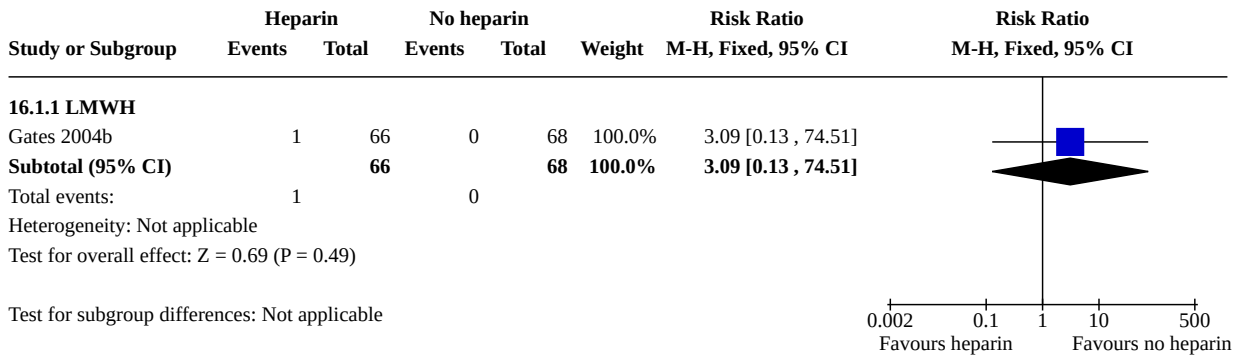 Heparin No heparin Risk Ratio Risk Ratio
Study or Subgroup Events Total Events Total Weight M-H, Fixed, 95% CI M-H, Fixed, 95% CI
16.1.1 LMWH
Gates 2004b 1 66 0 68 100.0% 3.09 [0.13 , 74.51]
Subtotal (95% CI) 66 68 100.0% 3.09 [0.13 , 74.51]
Total events: 1 0
Heterogeneity: Not applicable
Test for overall effect: Z = 0.69 (P = 0.49)
Test for subgroup differences: Not applicable
0.002 0.1 1 10 500
Favours heparin Favours no heparin